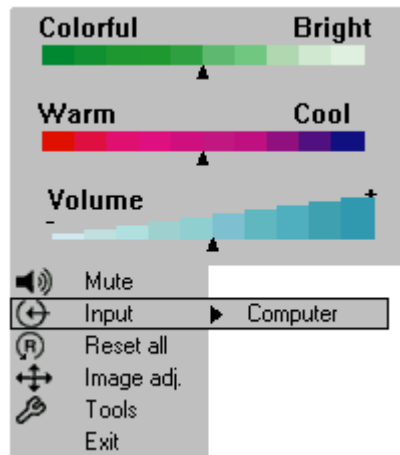 Colorful Bright
Warm Cool
Volume
- +
Mute
Input Computer
Reset all
Image adj.
Tools
Exit